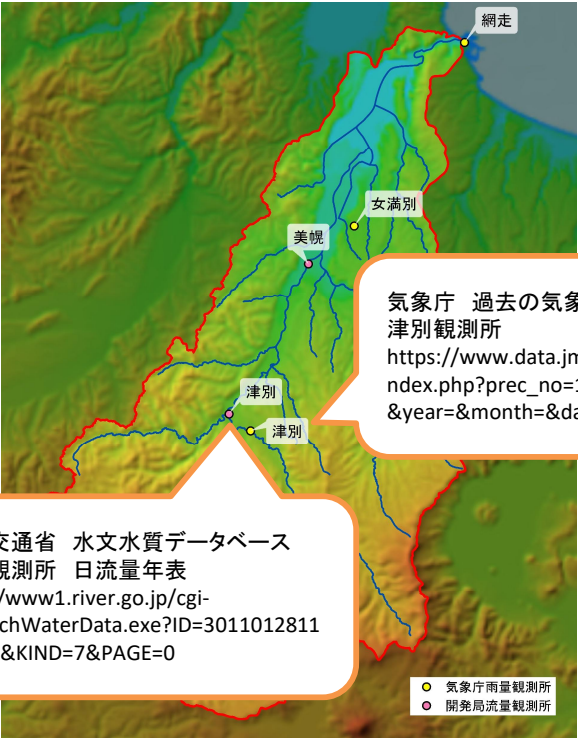 網走
女満別
美幌
気象庁 過去の気象
津別観測所
https://www.data.jm
ndex.php?prec_no=1
&year=&month=&da
津別
津別
交通省 水文水質データベース
観測所 日流量年表
//www1.river.go.jp/cgi-
chWaterData.exe?ID=3011012811
&KIND=7&PAGE=0
気象庁雨量観測所
開発局流量観測所